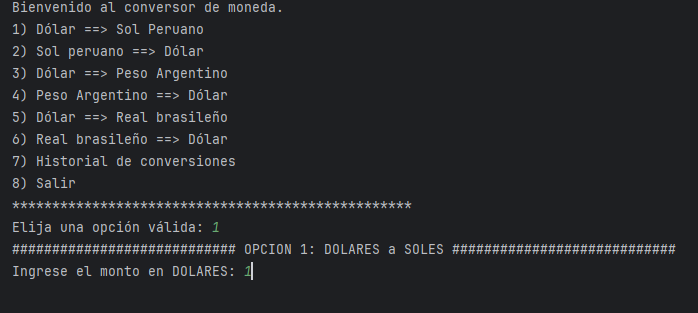 Bienvenido al conversor de moneda.
1) Dólar ==> Sol Peruano
2) Sol peruano ==> Dólar
3) Dólar ==> Peso Argentino
4) Peso Argentino ==> Dólar
5) Dólar ==> Real brasileño
6) Real brasileño ==> Dólar
7) Historial de conversiones
8) Salir
**************************************************
Elija una opción válida: 1
############################ OPCION 1: DOLARES a SOLES ############################
Ingrese el monto en DOLARES: 1